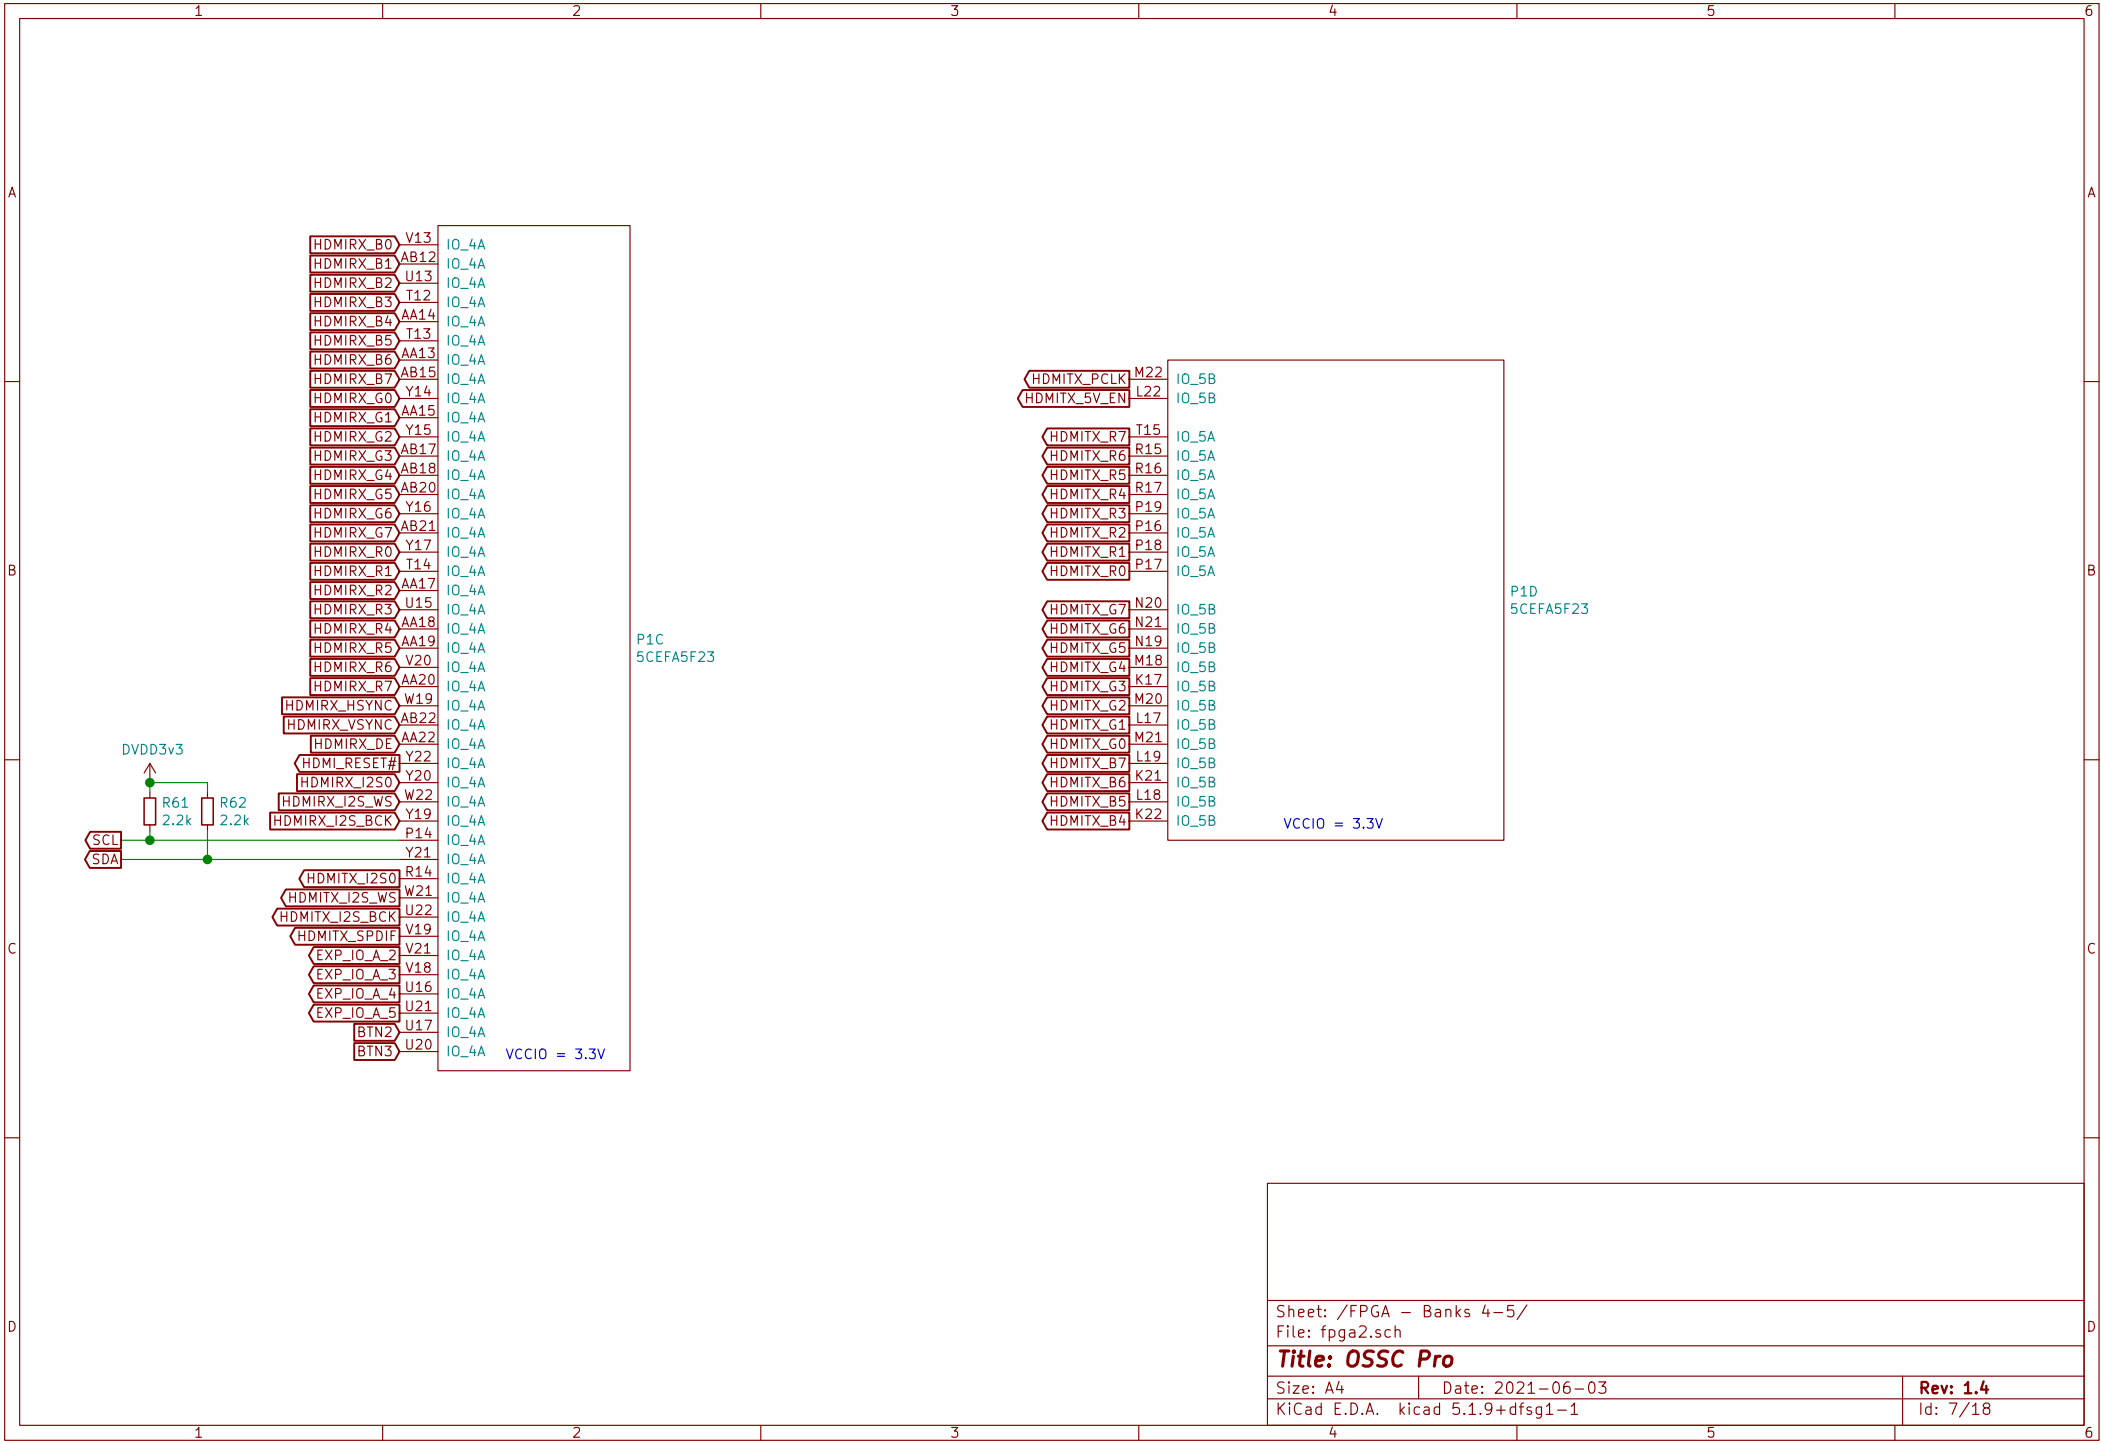 1 2 3 4 5 6
A A
HDMIRX_B0 V13 IO_4A
HDMIRX_B1 AB12 IO_4A
HDMIRX_B2 U13 IO_4A
HDMIRX_B3 T12 IO_4A
HDMIRX_B4 AA14 IO_4A
HDMIRX_B5 T13 IO_4A
HDMIRX_B6 AA13 IO_4A
HDMIRX_B7 AB15 IO_4A
HDMIRX_G0 Y14 IO_4A
HDMIRX_G1 AA15 IO_4A
HDMIRX_G2 Y15 IO_4A
HDMIRX_G3 AB17 IO_4A
HDMIRX_G4 AB18 IO_4A
HDMIRX_G5 AB20 IO_4A
HDMIRX_G6 Y16 IO_4A
HDMIRX_G7 AB21 IO_4A
HDMIRX_R0 Y17 IO_4A
HDMIRX_R1 T14 IO_4A
HDMIRX_R2 AA17 IO_4A
HDMIRX_R3 U15 IO_4A
HDMIRX_R4 AA18 IO_4A
HDMIRX_R5 AA19 IO_4A
HDMIRX_R6 V20 IO_4A
HDMIRX_R7 AA20 IO_4A
HDMIRX_HSYNC W19 IO_4A
HDMIRX_VSYNC AB22 IO_4A
HDMIRX_DE AA22 IO_4A
HDMI_RESET# Y22 IO_4A
HDMIRX_I2S0 Y20 IO_4A
HDMIRX_I2S_WS W22 IO_4A
HDMIRX_I2S_BCK Y19 IO_4A
SCL P14 IO_4A
SDA Y21 IO_4A
HDMITX_I2S0 R14 IO_4A
HDMITX_I2S_WS W21 IO_4A
HDMITX_I2S_BCK U22 IO_4A
HDMITX_SPDIF V19 IO_4A
EXP_IO_A_2 V21 IO_4A
EXP_IO_A_3 V18 IO_4A
EXP_IO_A_4 U16 IO_4A
EXP_IO_A_5 U21 IO_4A
BTN2 U17 IO_4A
BTN3 U20 IO_4A
VCCIO = 3.3V
P1C
5CEFA5F23
DVDD3v3
R61
2.2k
R62
2.2k
HDMITX_PCLK M22 IO_5B
HDMITX_5V_EN L22 IO_5B
HDMITX_R7 T15 IO_5A
HDMITX_R6 R15 IO_5A
HDMITX_R5 R16 IO_5A
HDMITX_R4 R17 IO_5A
HDMITX_R3 P19 IO_5A
HDMITX_R2 P16 IO_5A
HDMITX_R1 P18 IO_5A
HDMITX_R0 P17 IO_5A
HDMITX_G7 N20 IO_5B
HDMITX_G6 N21 IO_5B
HDMITX_G5 N19 IO_5B
HDMITX_G4 M18 IO_5B
HDMITX_G3 K17 IO_5B
HDMITX_G2 M20 IO_5B
HDMITX_G1 L17 IO_5B
HDMITX_G0 M21 IO_5B
HDMITX_B7 L19 IO_5B
HDMITX_B6 K21 IO_5B
HDMITX_B5 L18 IO_5B
HDMITX_B4 K22 IO_5B
VCCIO = 3.3V
P1D
5CEFA5F23
B B
C C
D D
Sheet: /FPGA - Banks 4-5/
File: fpga2.sch
Title: OSSC Pro
Size: A4 Date: 2021-06-03 Rev: 1.4
KiCad E.D.A. kicad 5.1.9+dfsg1-1 Id: 7/18
1 2 3 4 5 6